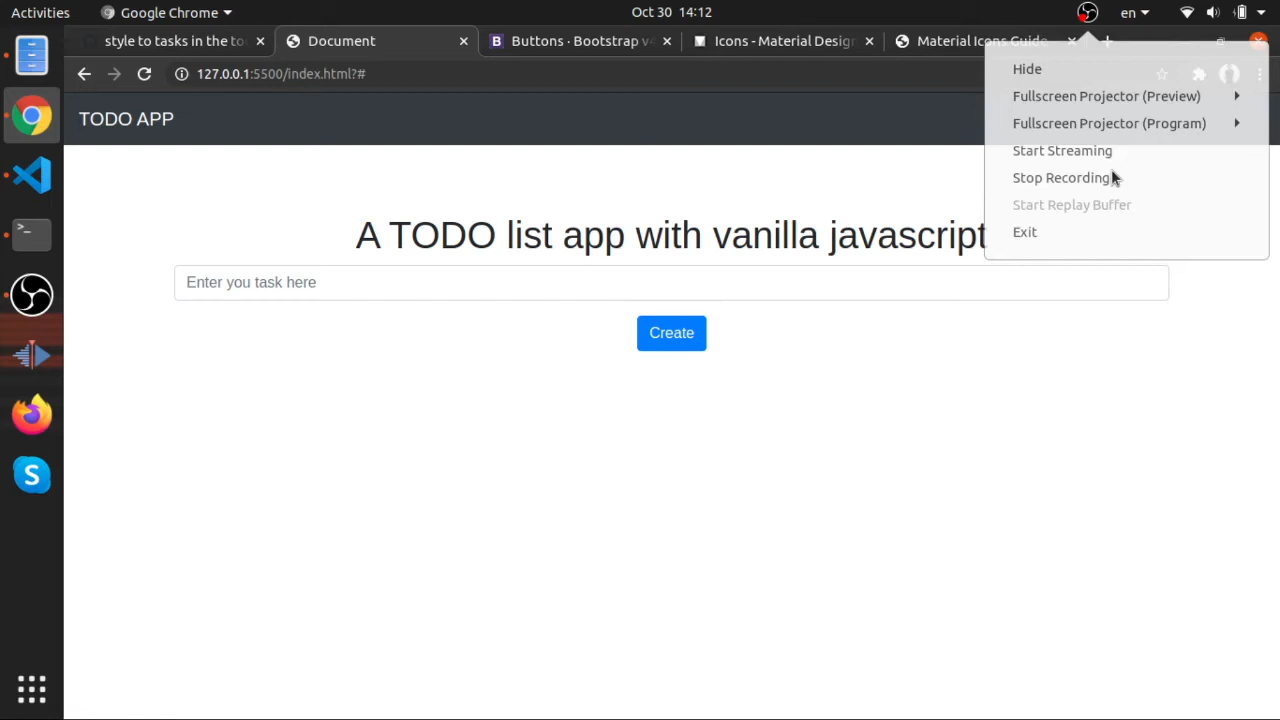 Activities
Google Chrome
Oct 30 14:12
en
style to tasks in the to
Document
Buttons · Bootstrap v
Icons - Material Design
Material Icons Guide
127.0.0.1:5500/index.html?#
TODO APP
Hide
Fullscreen Projector (Preview)
Fullscreen Projector (Program)
Start Streaming
Stop Recording
Start Replay Buffer
Exit
A TODO list app with vanilla javascript
Enter you task here
Create